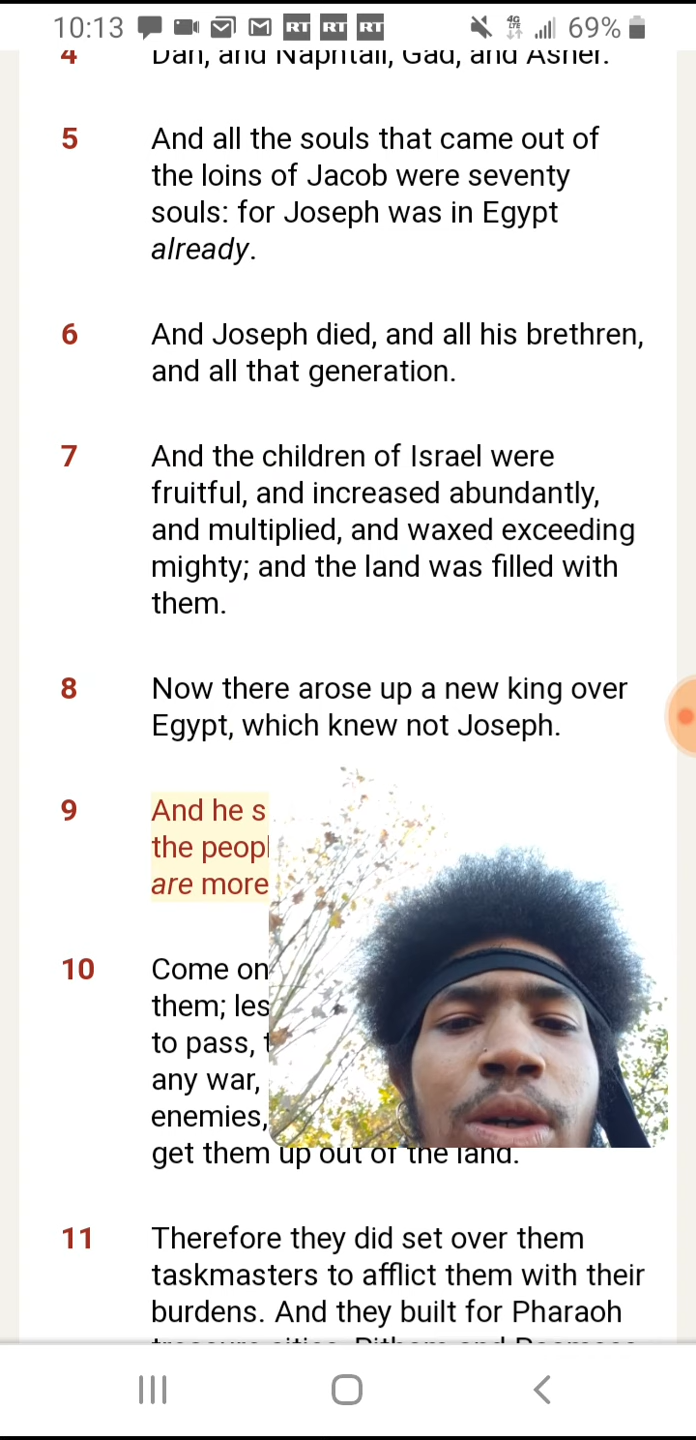 10:13 RT RT RT 4G LTE 69%
4 Dan, and Naphtali, Gad, and Asher.
5 And all the souls that came out of
the loins of Jacob were seventy
souls: for Joseph was in Egypt
already.
6 And Joseph died, and all his brethren,
and all that generation.
7 And the children of Israel were
fruitful, and increased abundantly,
and multiplied, and waxed exceeding
mighty; and the land was filled with
them.
8 Now there arose up a new king over
Egypt, which knew not Joseph.
9 And he s
the peopl
are more
10 Come on
them; les
to pass,
any war,
enemies,
get them up out of the land.
11 Therefore they did set over them
taskmasters to afflict them with their
burdens. And they built for Pharaoh